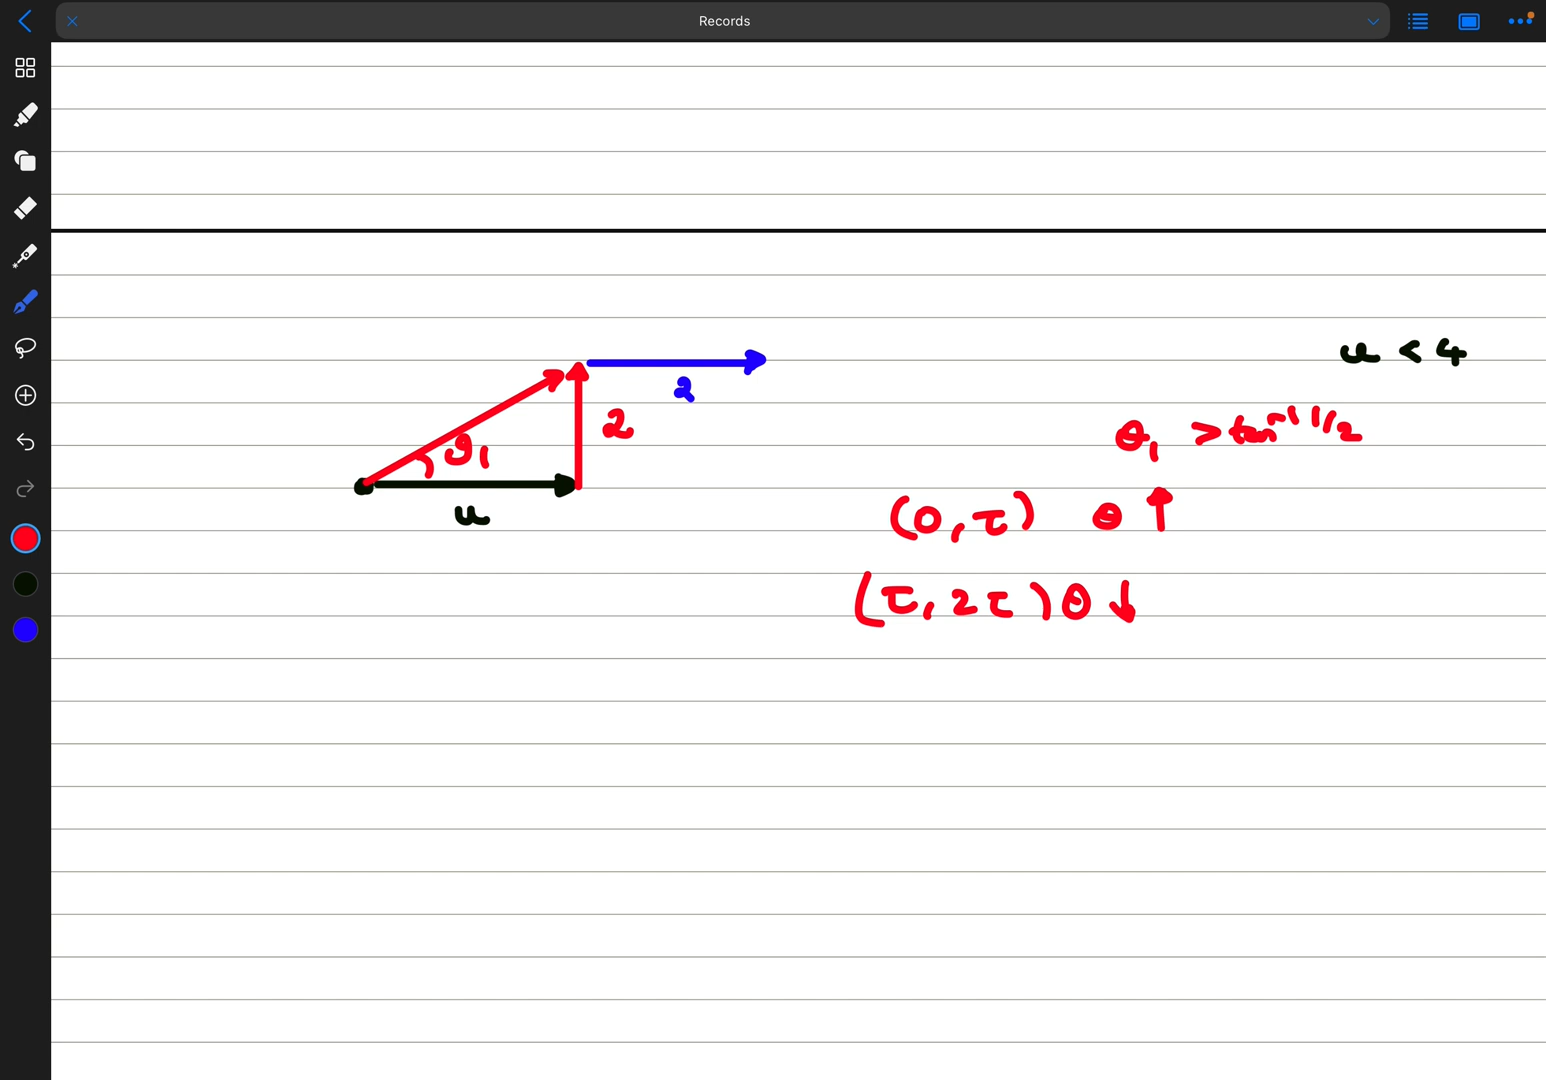 Records
u < 4
2
2
θ₁
θ₁ > tan⁻¹ 1/2
u
(0, τ) θ ↑
(τ, 2τ) θ ↓